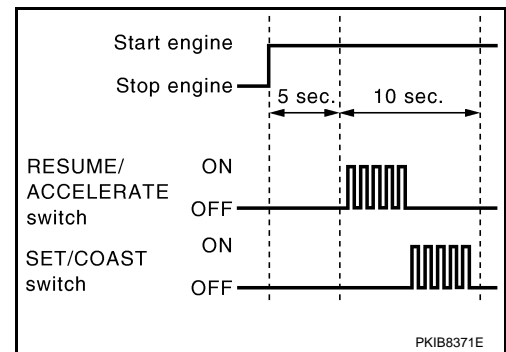 Start engine
Stop engine
5 sec.
10 sec.
RESUME/
ACCELERATE
switch
ON
OFF
SET/COAST
switch
ON
OFF
PKIB8371E